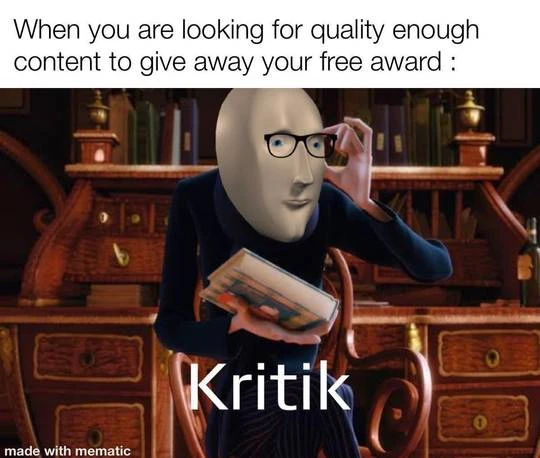 When you are looking for quality enough
content to give away your free award :
Kritik
made with mematic